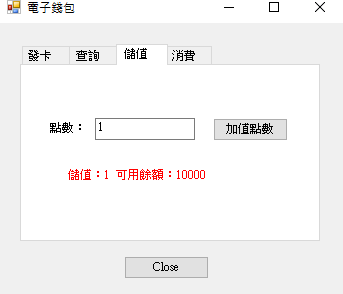 電子錢包
發卡 查詢 儲值 消費
點數： 1 加值點數
儲值：1 可用餘額：10000
Close